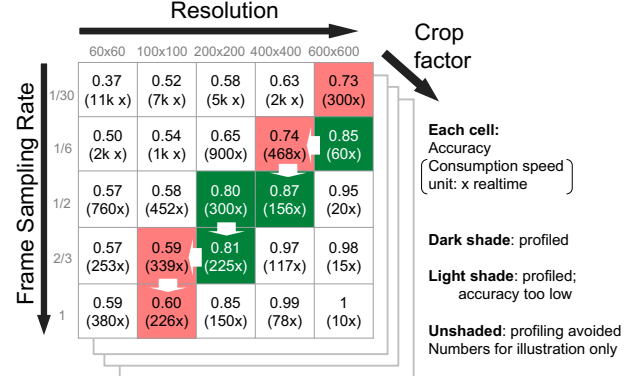 Resolution
Crop
factor
60x60 100x100 200x200 400x400 600x600
Frame Sampling Rate
1/30
0.37 0.52 0.58 0.63 0.73
(11k x) (7k x) (5k x) (2k x) (300x)
1/6
0.50 0.54 0.65 0.74 0.85
(2k x) (1k x) (900x) (468x) (60x)
1/2
0.57 0.58 0.80 0.87 0.95
(760x) (452x) (300x) (156x) (20x)
2/3
0.57 0.59 0.81 0.97 0.98
(253x) (339x) (225x) (117x) (15x)
1
0.59 0.60 0.85 0.99 1
(380x) (226x) (150x) (78x) (10x)
Each cell:
Accuracy
Consumption speed
unit: x realtime
Dark shade: profiled
Light shade: profiled;
accuracy too low
Unshaded: profiling avoided
Numbers for illustration only